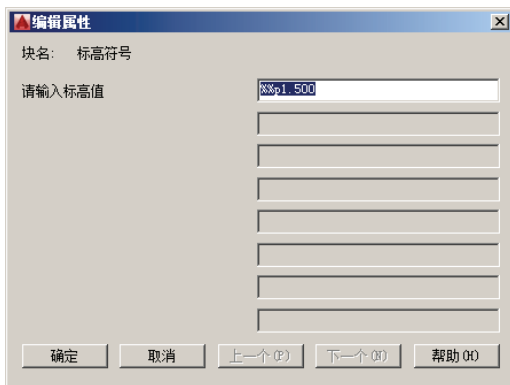 编辑属性
块名: 标高符号
请输入标高值 %%p1.500
确定 取消 上一个(P) 下一个(N) 帮助(H)